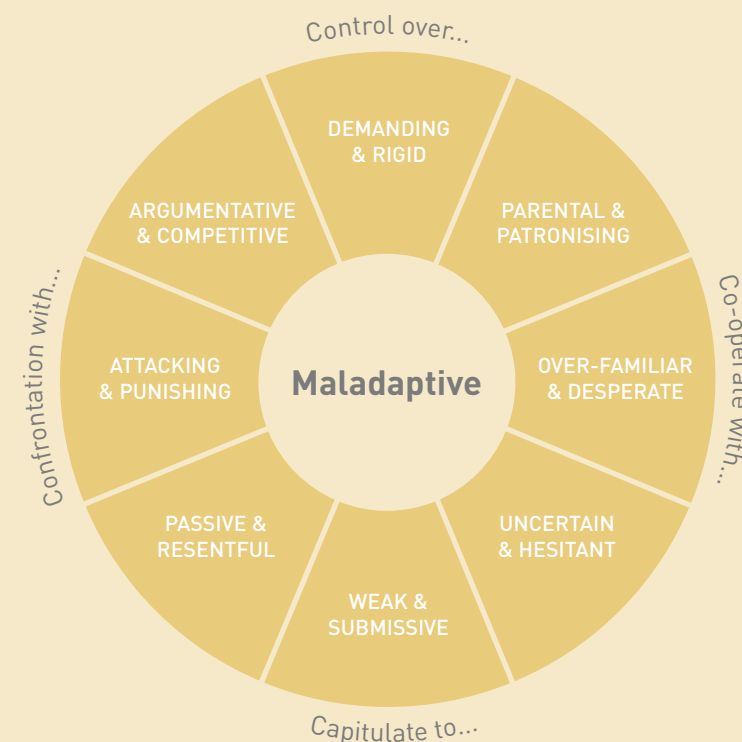 Control over...
DEMANDING
& RIGID
PARENTAL &
PATRONISING
Co-operate with...
OVER-FAMILIAR
& DESPERATE
UNCERTAIN
& HESITANT
Capitulate to...
WEAK &
SUBMISSIVE
PASSIVE &
RESENTFUL
Confrontation with...
ATTACKING
& PUNISHING
ARGUMENTATIVE
& COMPETITIVE
Maladaptive